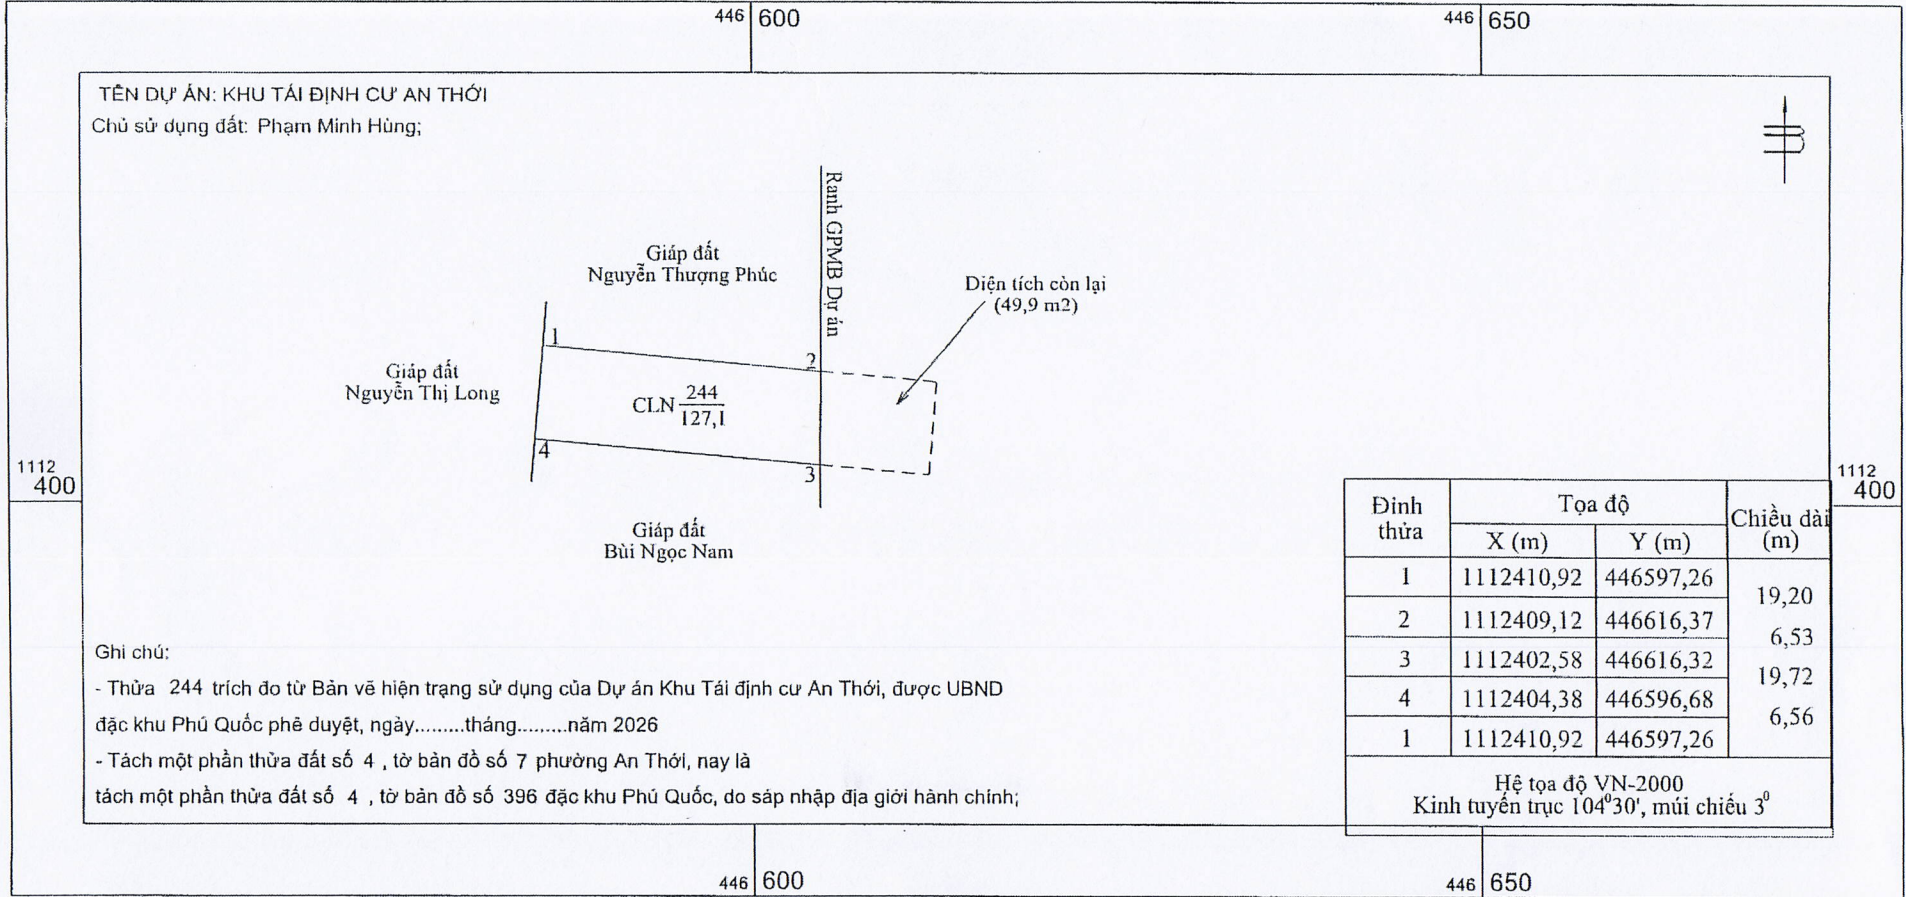 446 600
446 650
TÊN DỰ ÁN: KHU TÁI ĐỊNH CƯ AN THỚI
Chủ sử dụng đất: Phạm Minh Hùng;
B
Ranh GPMB Dự án
Giáp đất
Nguyễn Thượng Phúc
Diện tích còn lại
(49,9 m2)
1
2
Giáp đất
Nguyễn Thị Long
CLN 244
127,1
4
3
1112
400
1112
400
Giáp đất
Bùi Ngọc Nam
Đỉnh thửa
Tọa độ
Chiều dài (m)
X (m) Y (m)
1 1112410,92 446597,26
19,20
2 1112409,12 446616,37
6,53
3 1112402,58 446616,32
19,72
4 1112404,38 446596,68
6,56
1 1112410,92 446597,26
Hệ tọa độ VN-2000
Kinh tuyến trục 104⁰30', múi chiếu 3⁰
Ghi chú:
- Thửa 244 trích đo từ Bản vẽ hiện trạng sử dụng của Dự án Khu Tái định cư An Thới, được UBND
đặc khu Phú Quốc phê duyệt, ngày.........tháng.........năm 2026
- Tách một phần thửa đất số 4 , tờ bản đồ số 7 phường An Thới, nay là
tách một phần thửa đất số 4 , tờ bản đồ số 396 đặc khu Phú Quốc, do sáp nhập địa giới hành chính;
446 600
446 650